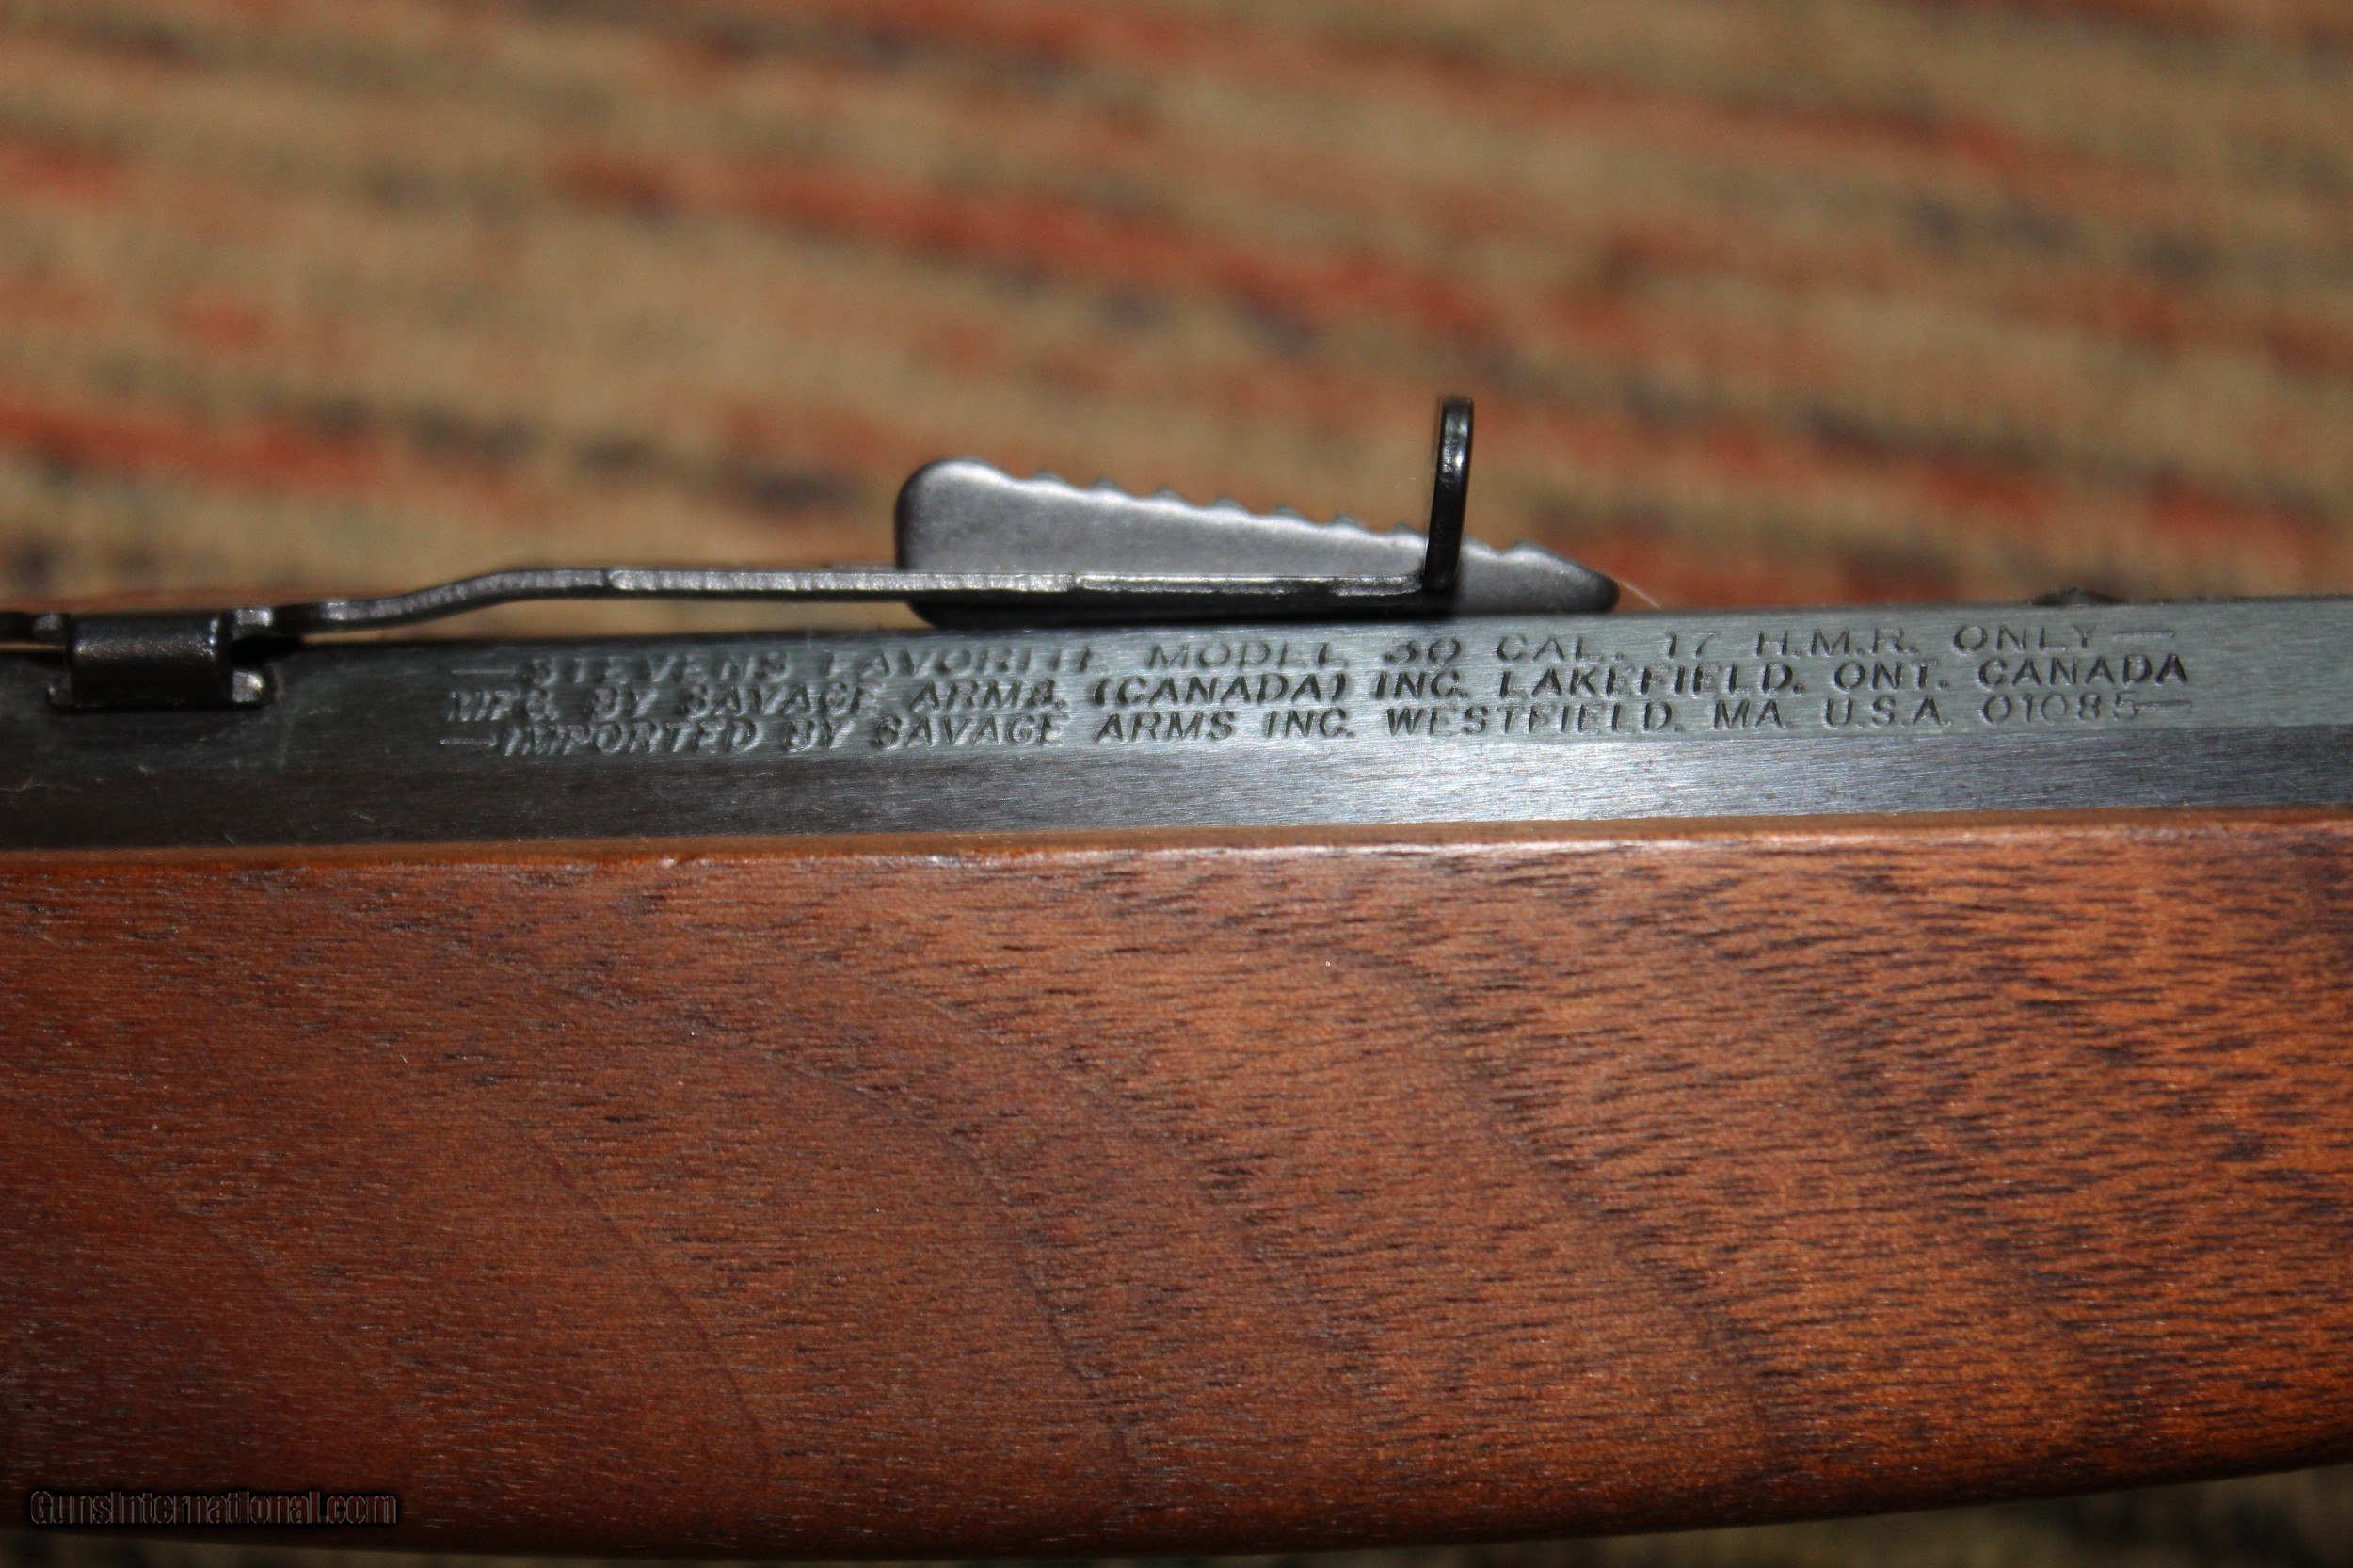 —STEVENS FAVORITE MODEL 30 CAL. 17 H.M.R. ONLY—
MFG. BY SAVAGE ARMS. (CANADA) INC. LAKEFIELD. ONT. CANADA
—IMPORTED BY SAVAGE ARMS INC. WESTFIELD. MA. U.S.A. 01085—
GunsInternational.com